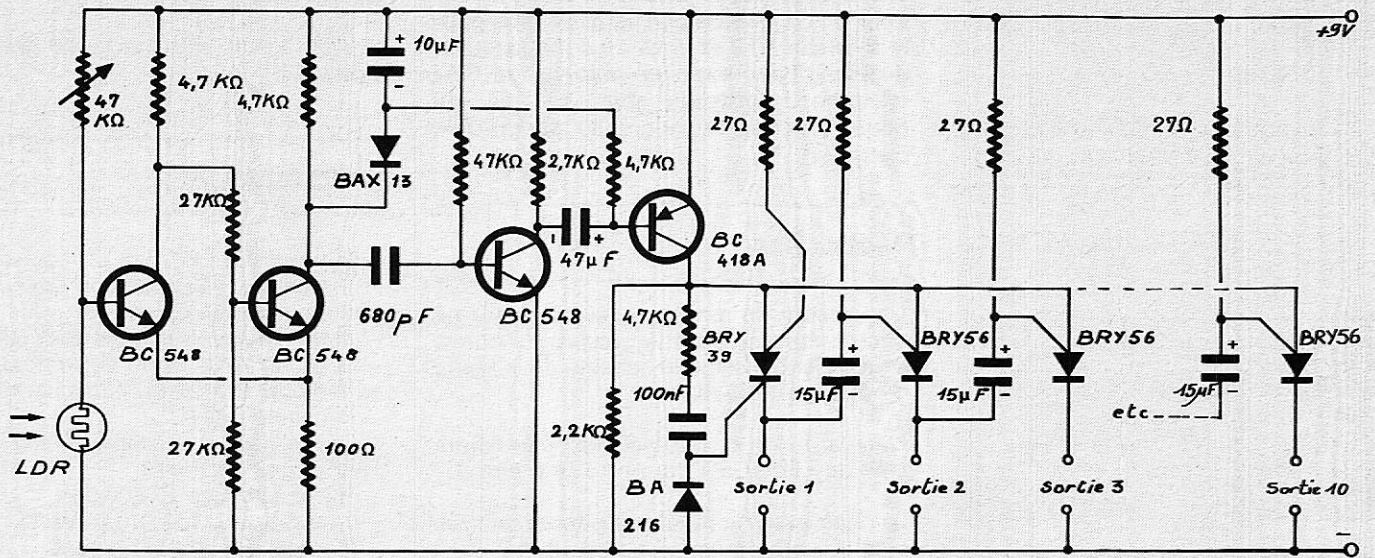 +9V
10µF
+
-
47
KΩ
4,7KΩ
4,7KΩ
BAX 13
27KΩ
47KΩ
2,7KΩ
4,7KΩ
27Ω
27Ω
27Ω
27Ω
BC
418A
-
+
47µF
680pF
BC 548
BC 548
BC 548
4,7KΩ
BRY
39
BRY56
BRY56
BRY56
+
15µF
-
+
15µF
-
+
15µF
-
etc
100nF
2,2KΩ
27KΩ
100Ω
LDR
BA
216
Sortie 1
Sortie 2
Sortie 3
Sortie 10
-